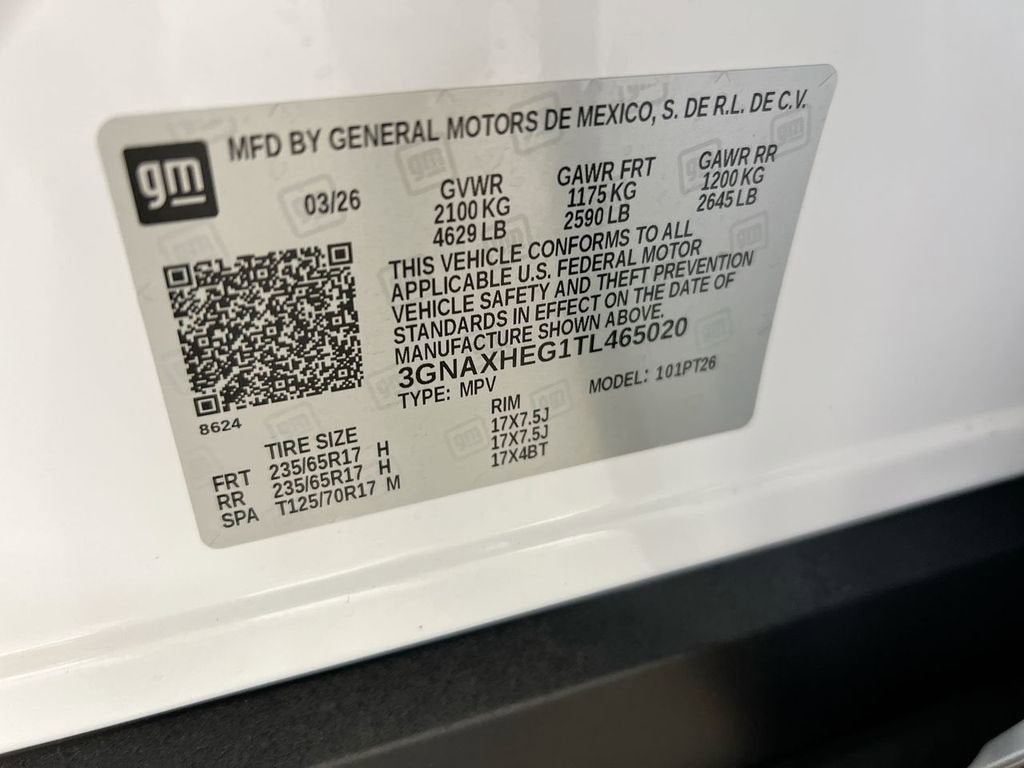 gm
MFD BY GENERAL MOTORS DE MEXICO, S. DE R.L. DE C.V.
03/26
GVWR
2100 KG
4629 LB
GAWR FRT
1175 KG
2590 LB
GAWR RR
1200 KG
2645 LB
THIS VEHICLE CONFORMS TO ALL
APPLICABLE U.S. FEDERAL MOTOR
VEHICLE SAFETY AND THEFT PREVENTION
STANDARDS IN EFFECT ON THE DATE OF
MANUFACTURE SHOWN ABOVE.
3GNAXHEG1TL465020
TYPE: MPV
MODEL: 101PT26
8624
TIRE SIZE
RIM
FRT 235/65R17 H 17X7.5J
RR 235/65R17 H 17X7.5J
SPA T125/70R17 M 17X4BT